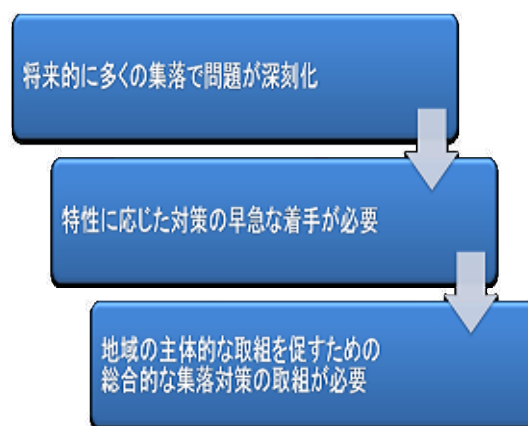 将来的に多くの集落で問題が深刻化
特性に応じた対策の早急な着手が必要
地域の主体的な取組を促すための
総合的な集落対策の取組が必要